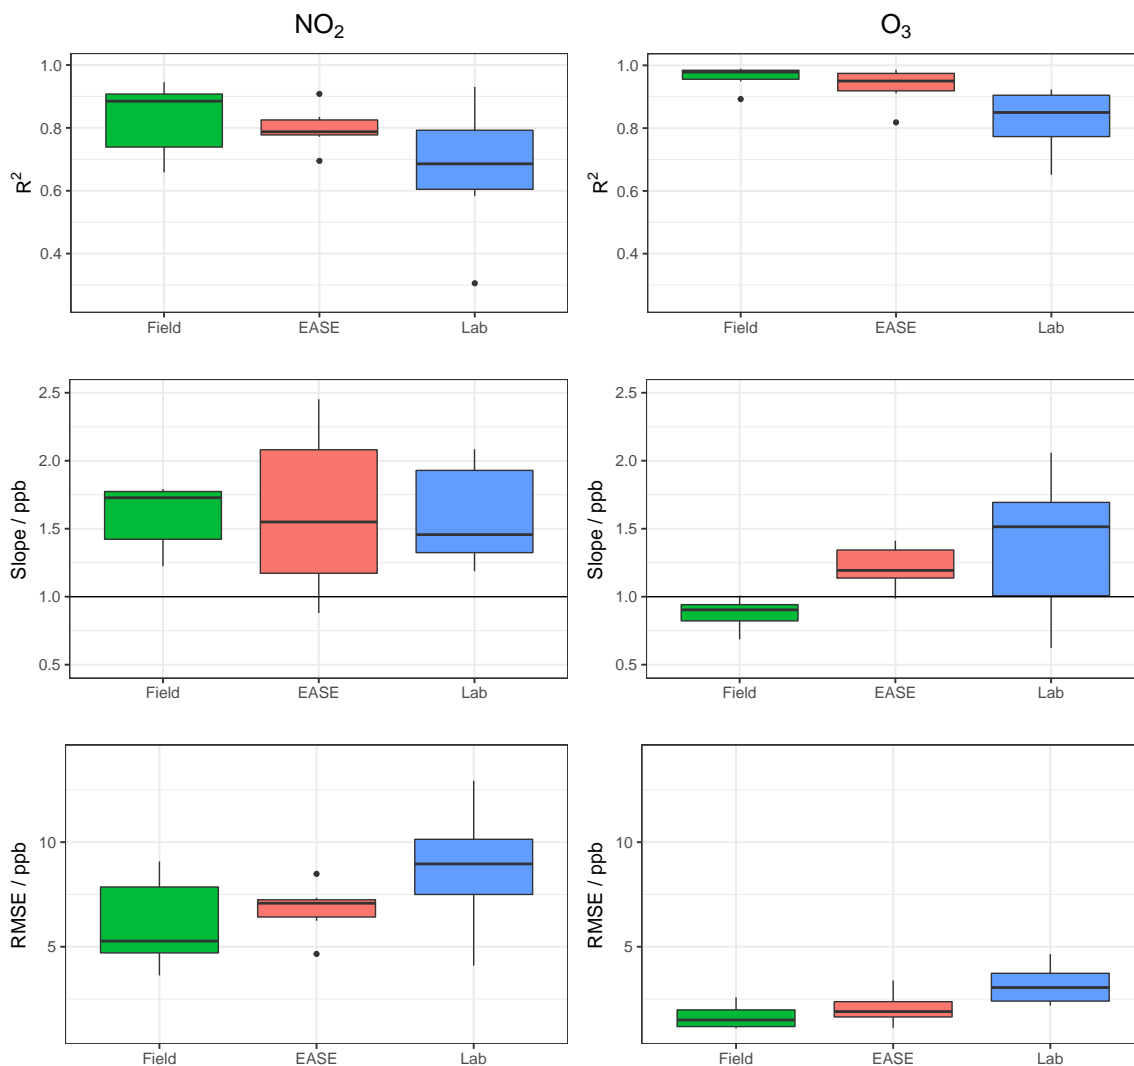 NO₂
O₃
R²
1.0
0.8
0.6
0.4
Field EASE Lab
R²
1.0
0.8
0.6
0.4
Field EASE Lab
Slope / ppb
2.5
2.0
1.5
1.0
0.5
Field EASE Lab
Slope / ppb
2.5
2.0
1.5
1.0
0.5
Field EASE Lab
RMSE / ppb
10
5
Field EASE Lab
RMSE / ppb
10
5
Field EASE Lab